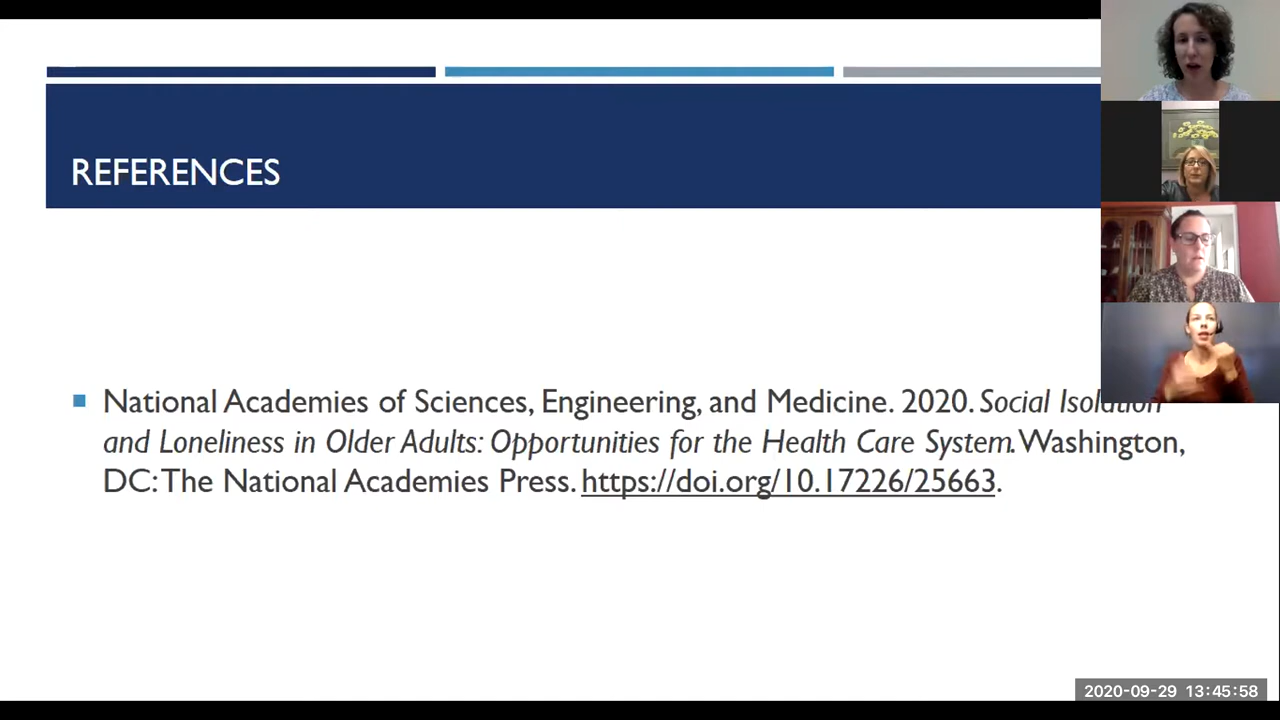 REFERENCES
National Academies of Sciences, Engineering, and Medicine. 2020. Social Isolation
and Loneliness in Older Adults: Opportunities for the Health Care System. Washington,
DC: The National Academies Press. https://doi.org/10.17226/25663.
2020-09-29 13:45:58